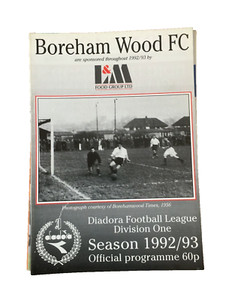 Boreham Wood FC
are sponsored throughout 1992/93 by
L&M
FOOD GROUP LTD
Photograph courtesy of Borehamwood Times, 1936
Diadora Football League
Division One
Season 1992/93
Official programme 60p